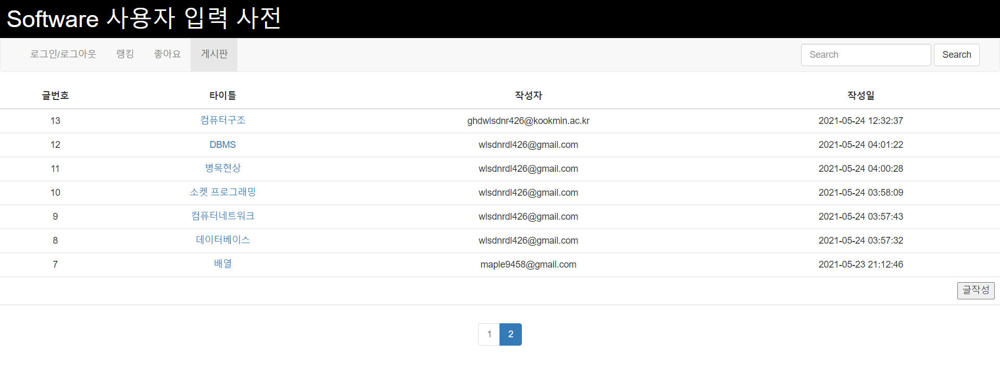 Software 사용자 입력 사전
로그인/로그아웃 랭킹 좋아요 게시판 Search Search
글번호 타이틀 작성자 작성일
13 컴퓨터구조 ghdwlsdnr426@kookmin.ac.kr 2021-05-24 12:32:37
12 DBMS wlsdnrdl426@gmail.com 2021-05-24 04:01:22
11 병목현상 wlsdnrdl426@gmail.com 2021-05-24 04:00:28
10 소켓 프로그래밍 wlsdnrdl426@gmail.com 2021-05-24 03:58:09
9 컴퓨터네트워크 wlsdnrdl426@gmail.com 2021-05-24 03:57:43
8 데이터베이스 wlsdnrdl426@gmail.com 2021-05-24 03:57:32
7 배열 maple9458@gmail.com 2021-05-23 21:12:46
글작성
1 2